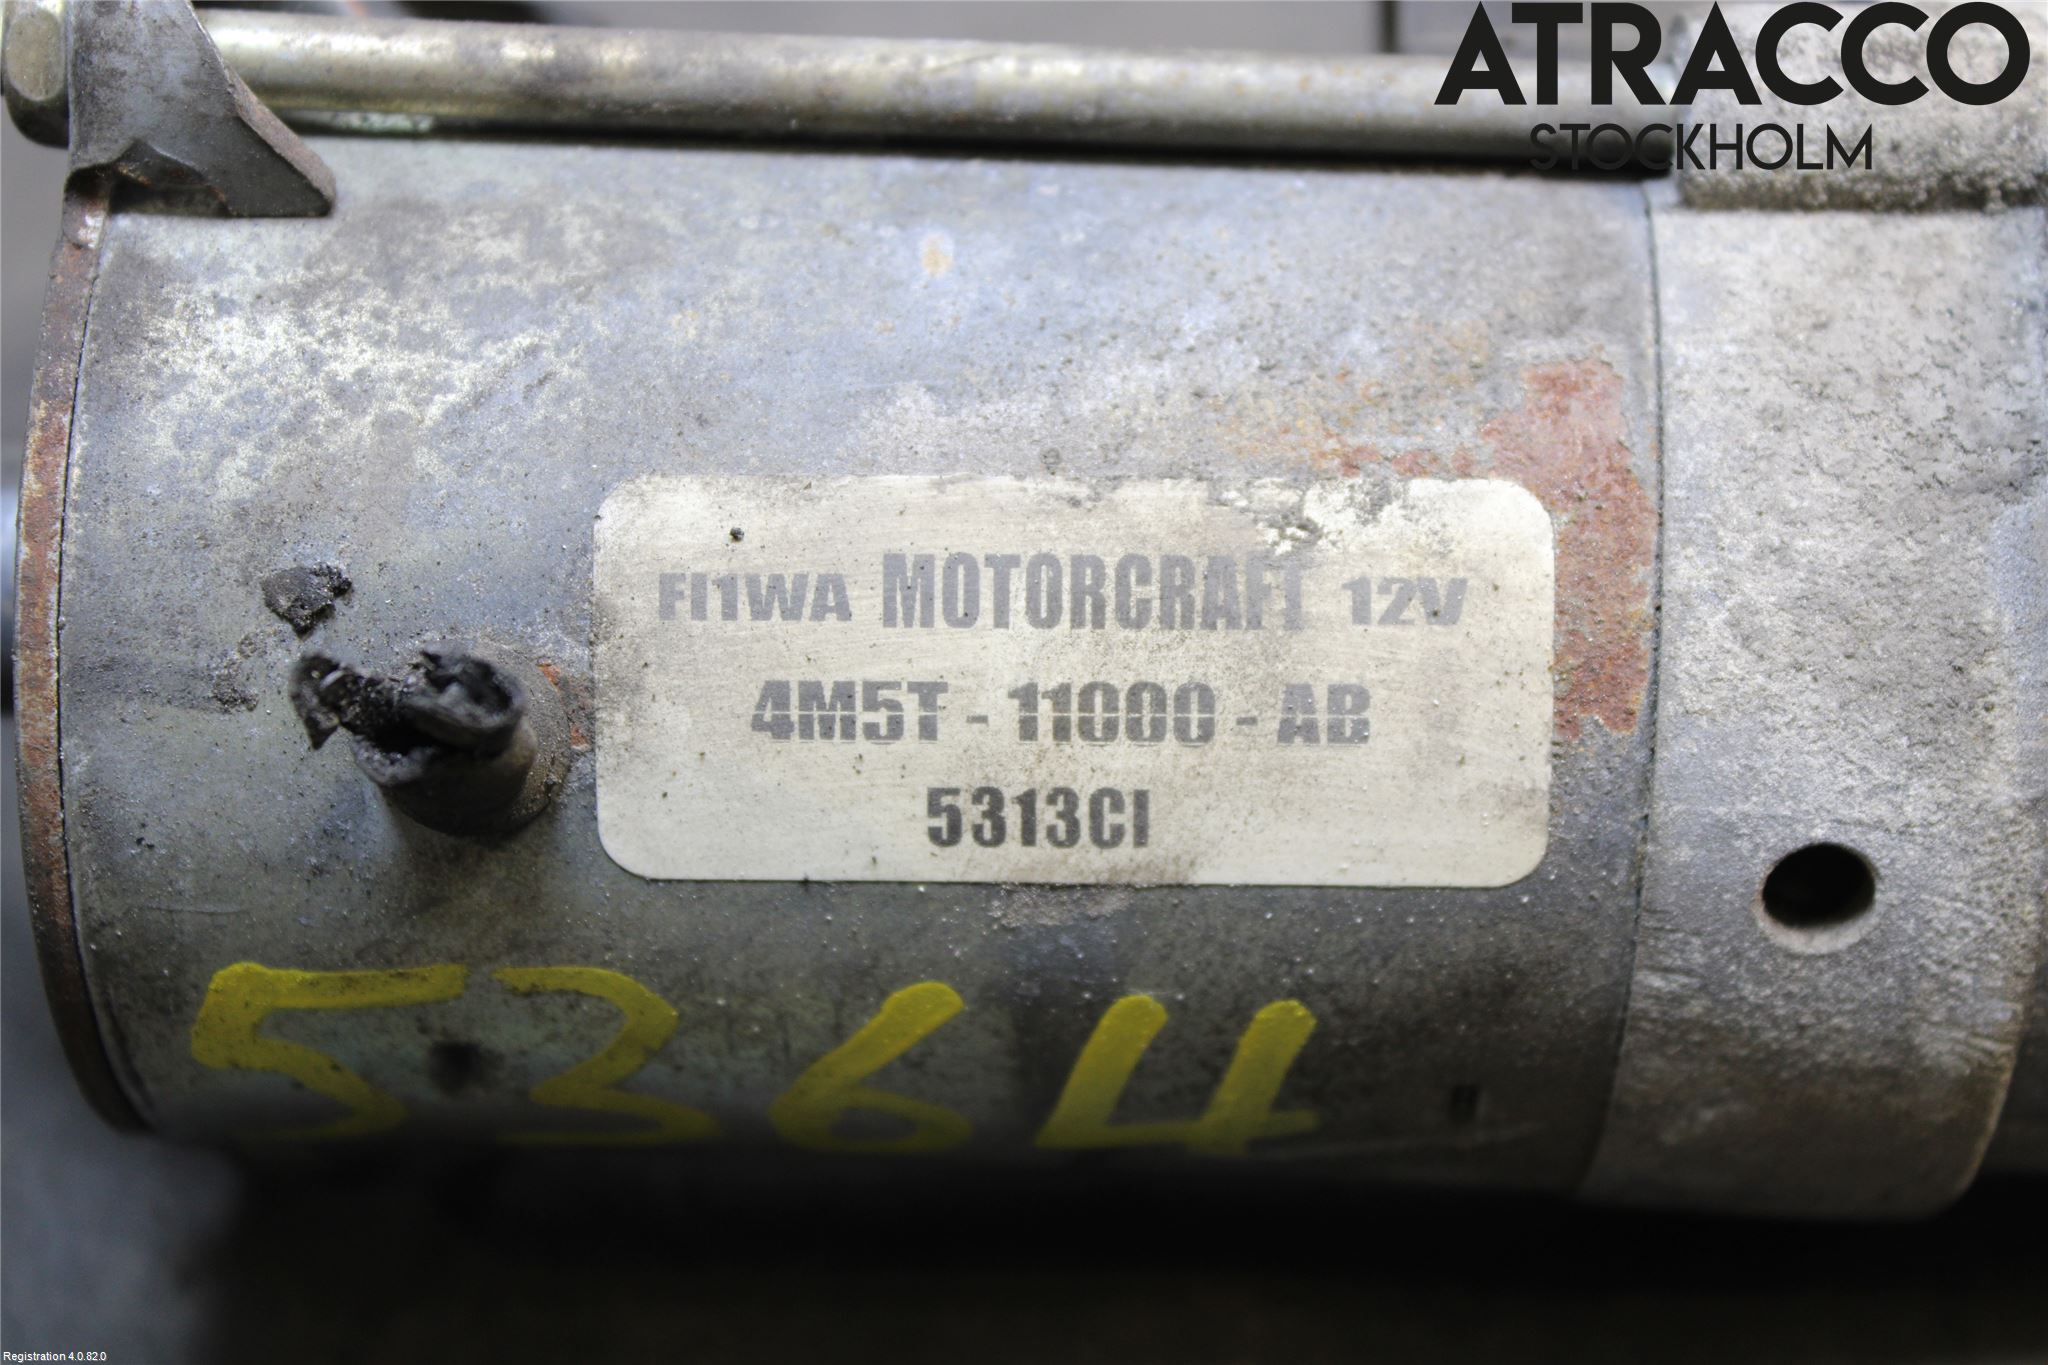 ATRACCO
STOCKHOLM
FI1WA MOTORCRAFT 12V
4M5T - 11000 - AB
5313CI
5364
Registration 4.0.82.0